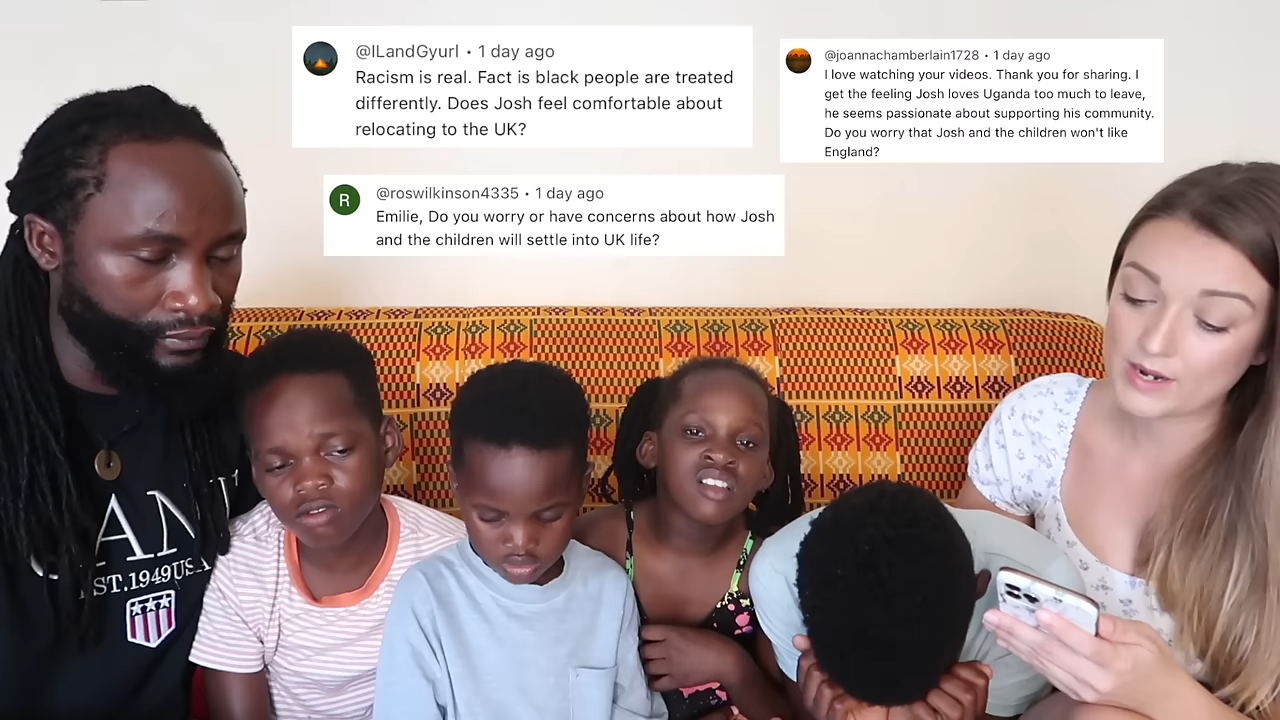 @ILandGyurl • 1 day ago
Racism is real. Fact is black people are treated
differently. Does Josh feel comfortable about
relocating to the UK?
@joannachamberlain1728 • 1 day ago
I love watching your videos. Thank you for sharing. I
get the feeling Josh loves Uganda too much to leave,
he seems passionate about supporting his community.
Do you worry that Josh and the children won't like
England?
R
@roswilkinson4335 • 1 day ago
Emilie, Do you worry or have concerns about how Josh
and the children will settle into UK life?
EST.1949USA